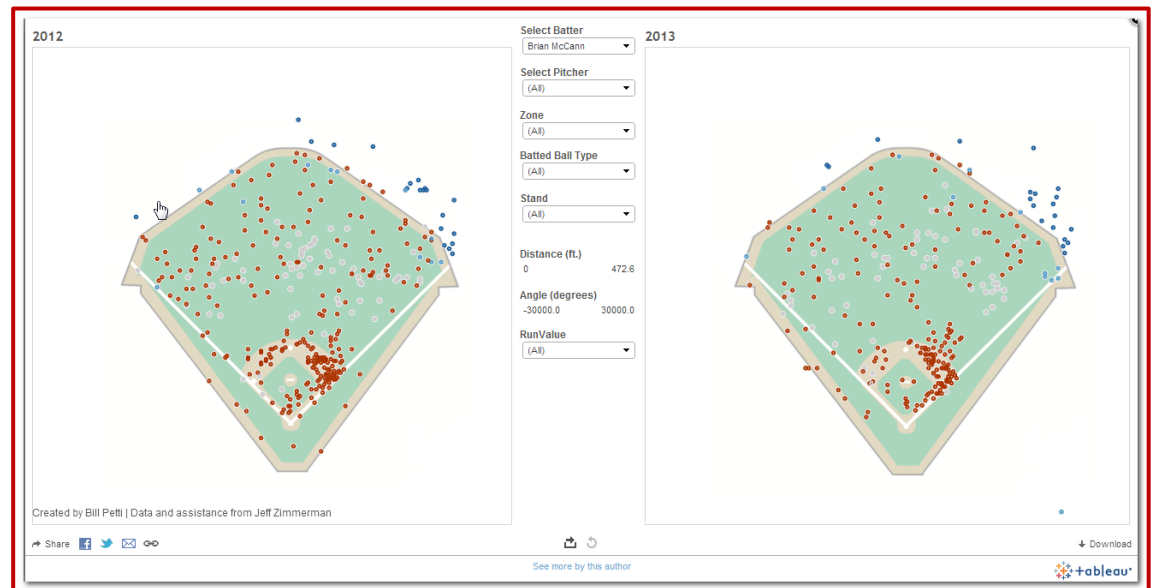 2012
Select Batter
Brian McCann
Select Pitcher
(All)
Zone
(All)
Batted Ball Type
(All)
Stand
(All)
Distance (ft.)
0 472.6
Angle (degrees)
-30000.0 30000.0
RunValue
(All)
2013
Created by Bill Petti | Data and assistance from Jeff Zimmerman
Share
Download
See more by this author
+ableau